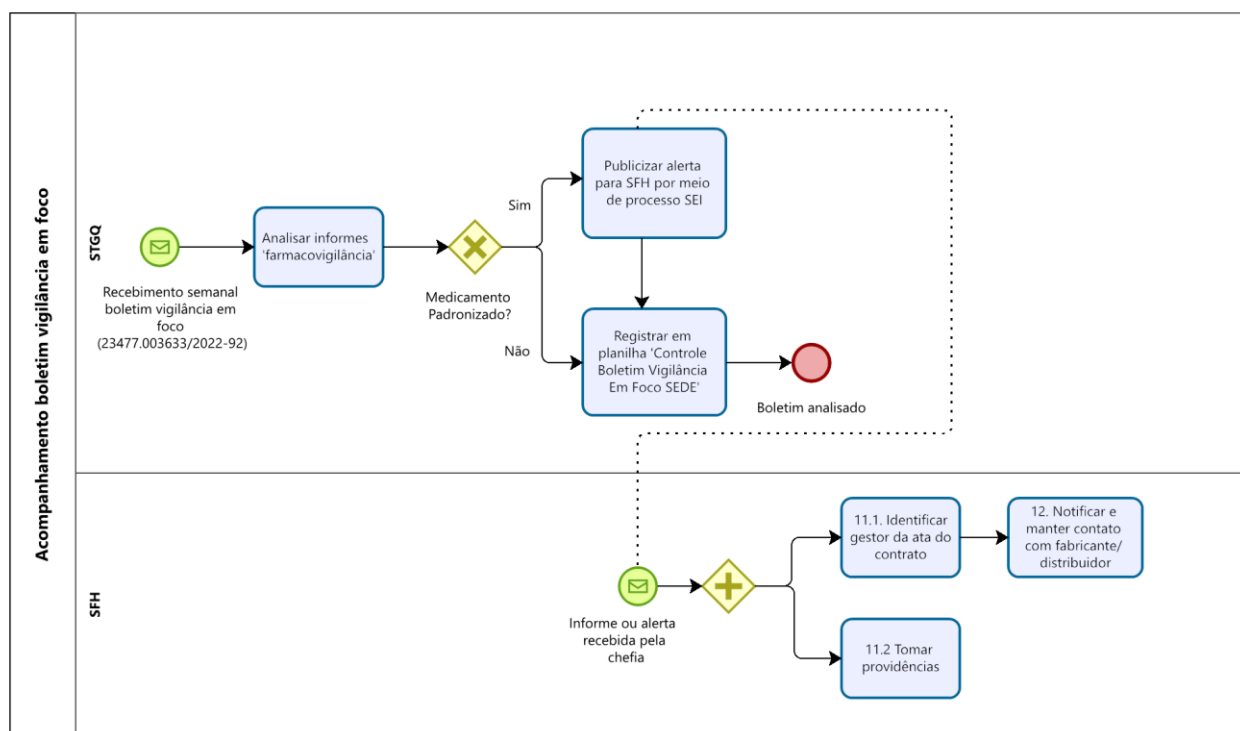 Acompanhamento boletim vigilância em foco
STGQ
Recebimento semanal
boletim vigilância em
foco
(23477.003633/2022-92)
Analisar informes
'farmacovigilância'
Medicamento
Padronizado?
Sim
Não
Publicizar alerta
para SFH por meio
de processo SEI
Registrar em
planilha 'Controle
Boletim Vigilância
Em Foco SEDE'
Boletim analisado
SFH
Informe ou alerta
recebida pela
chefia
11.1. Identificar
gestor da ata do
contrato
12. Notificar e
manter contato
com fabricante/
distribuidor
11.2 Tomar
providências